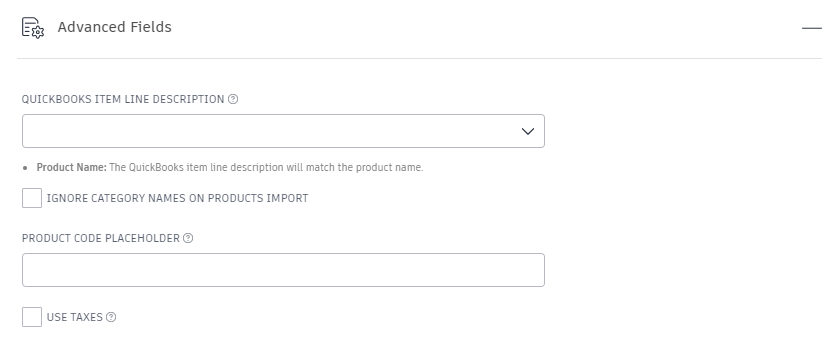 Advanced Fields
QUICKBOOKS ITEM LINE DESCRIPTION ?
• Product Name: The QuickBooks item line description will match the product name.
IGNORE CATEGORY NAMES ON PRODUCTS IMPORT
PRODUCT CODE PLACEHOLDER ?
USE TAXES ?